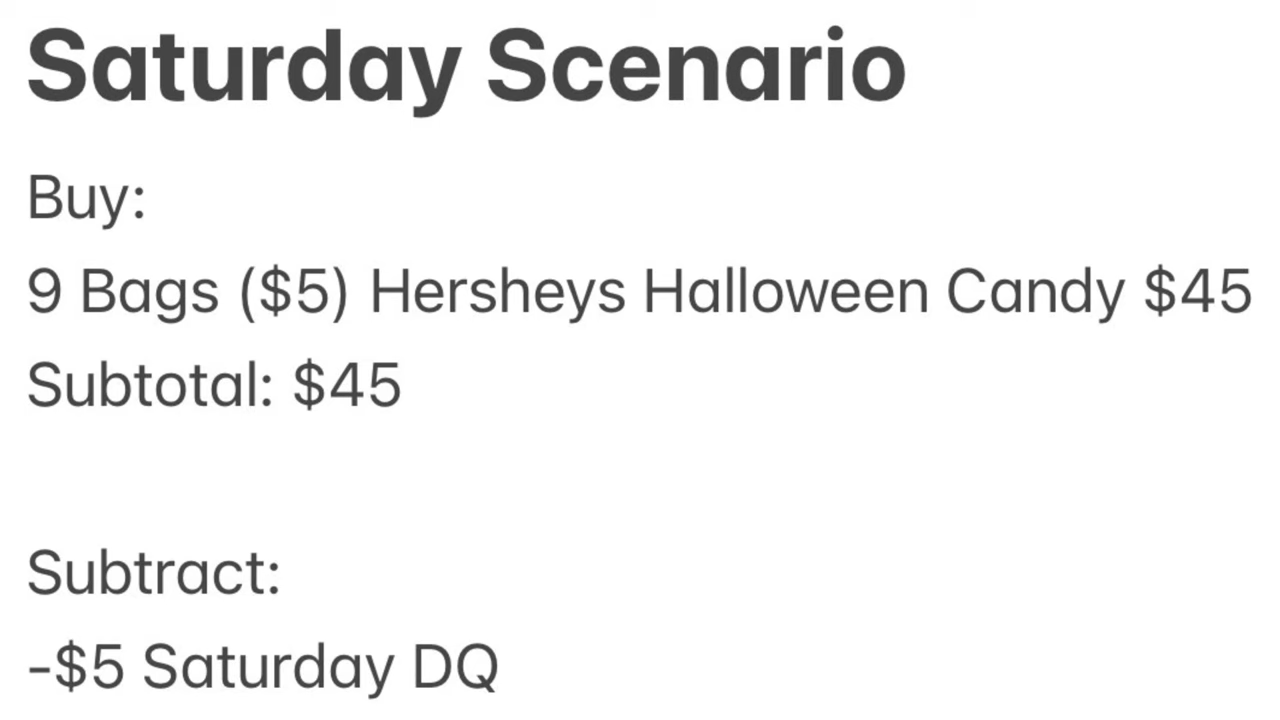 Saturday Scenario
Buy:
9 Bags ($5) Hersheys Halloween Candy $45
Subtotal: $45
Subtract:
-$5 Saturday DQ